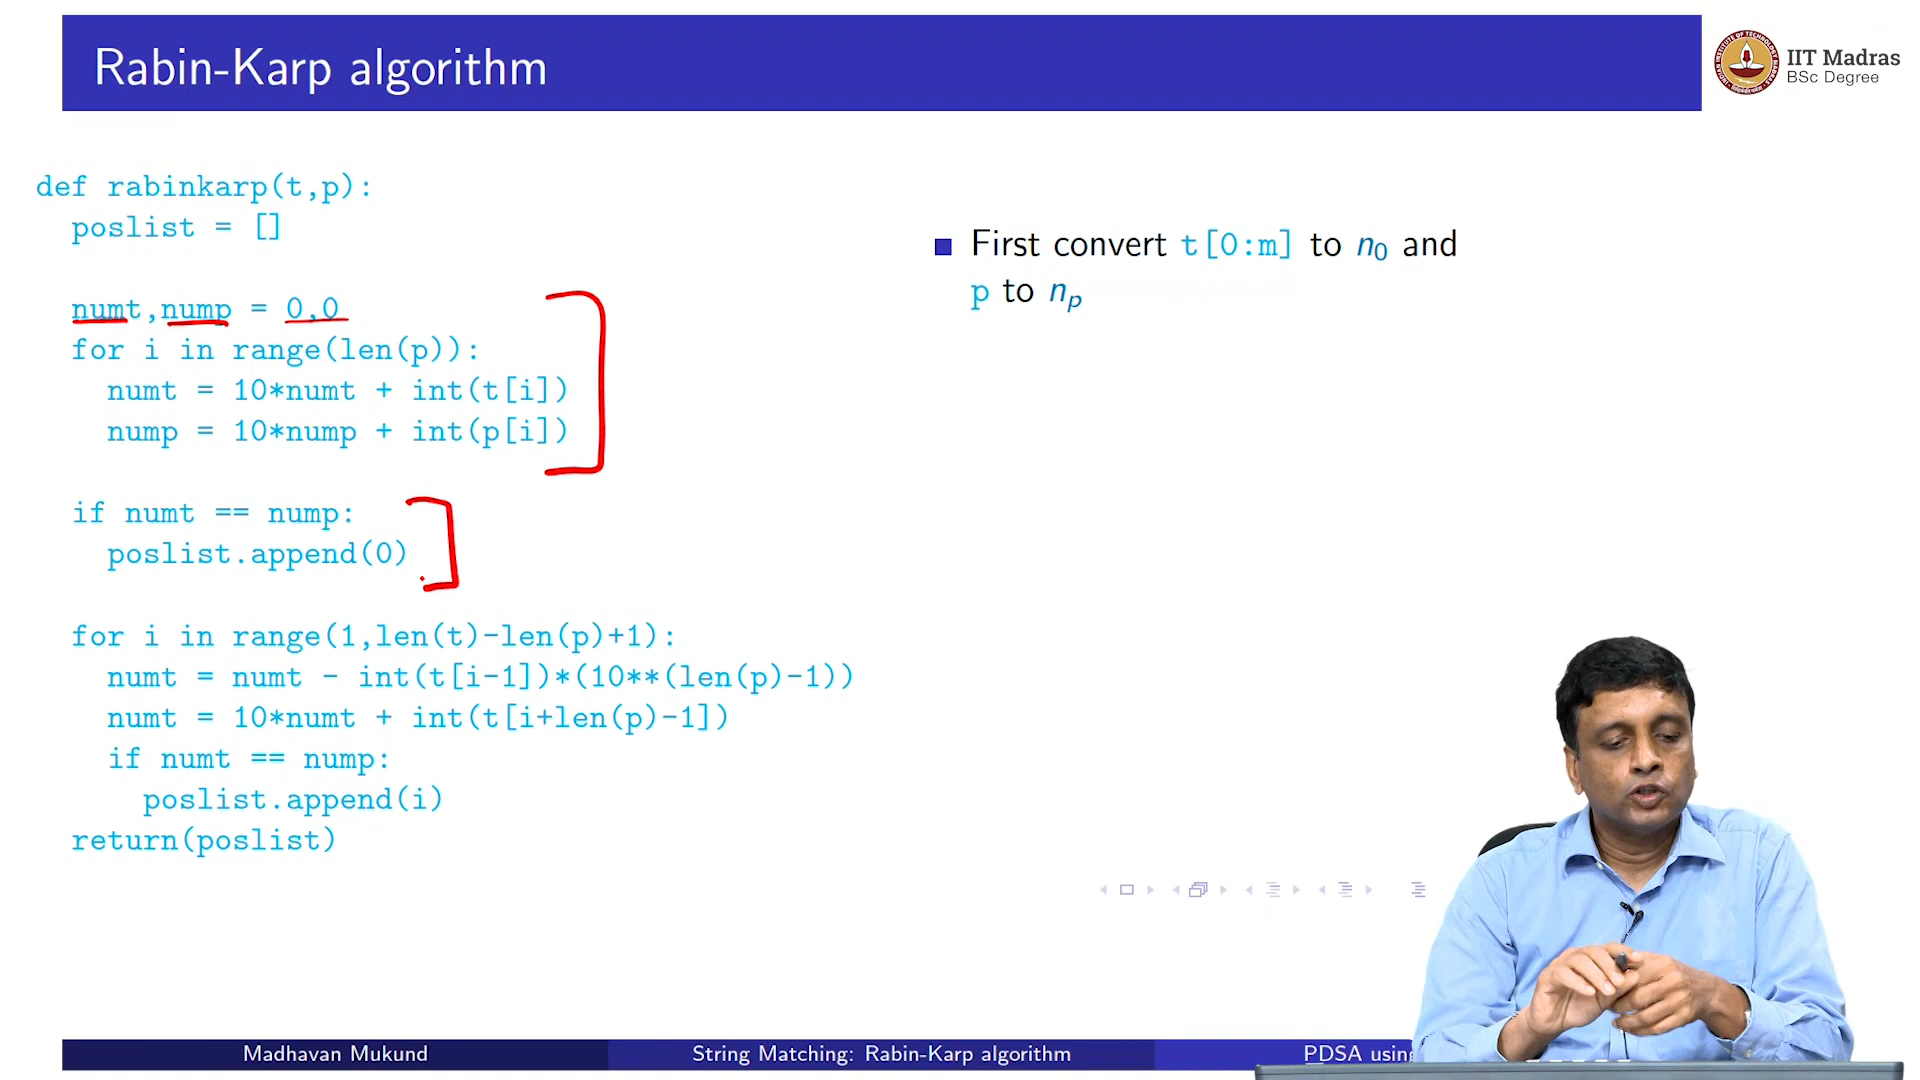 Rabin-Karp algorithm
IIT Madras
BSc Degree
def rabinkarp(t,p):
poslist = []
numt,nump = 0,0
for i in range(len(p)):
numt = 10*numt + int(t[i])
nump = 10*nump + int(p[i])
if numt == nump:
poslist.append(0)
for i in range(1,len(t)-len(p)+1):
numt = numt - int(t[i-1])*(10**(len(p)-1))
numt = 10*numt + int(t[i+len(p)-1])
if numt == nump:
poslist.append(i)
return(poslist)
First convert t[0:m] to n0 and
p to np
Madhavan Mukund
String Matching: Rabin-Karp algorithm
PDSA using